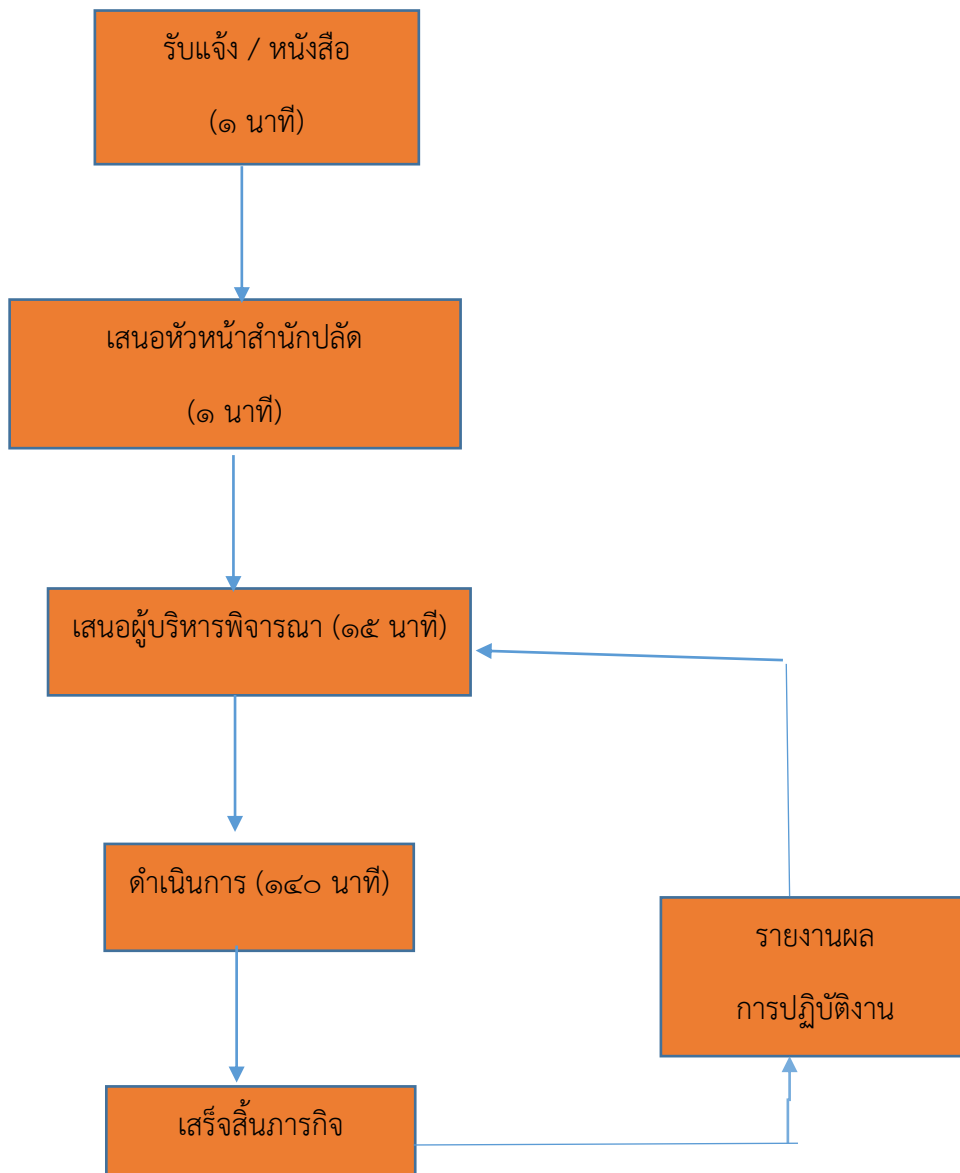 รับแจ้ง / หนังสือ
(๑ นาที)
เสนอหัวหน้าสำนักปลัด
(๑ นาที)
เสนอผู้บริหารพิจารณา (๑๕ นาที)
ดำเนินการ (๑๔๐ นาที)
รายงานผล
การปฏิบัติงาน
เสร็จสิ้นภารกิจ